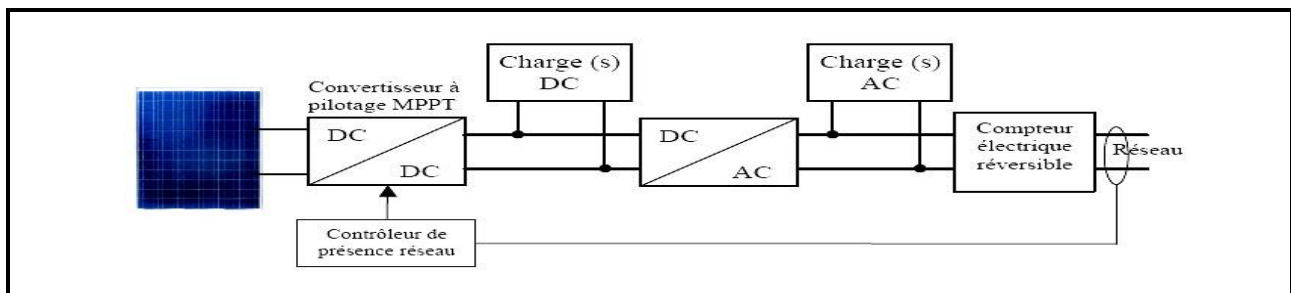 Convertisseur à
pilotage MPPT
DC
DC
Charge (s)
DC
DC
AC
Charge (s)
AC
Compteur
électrique
réversible
Réseau
Contrôleur de
présence réseau